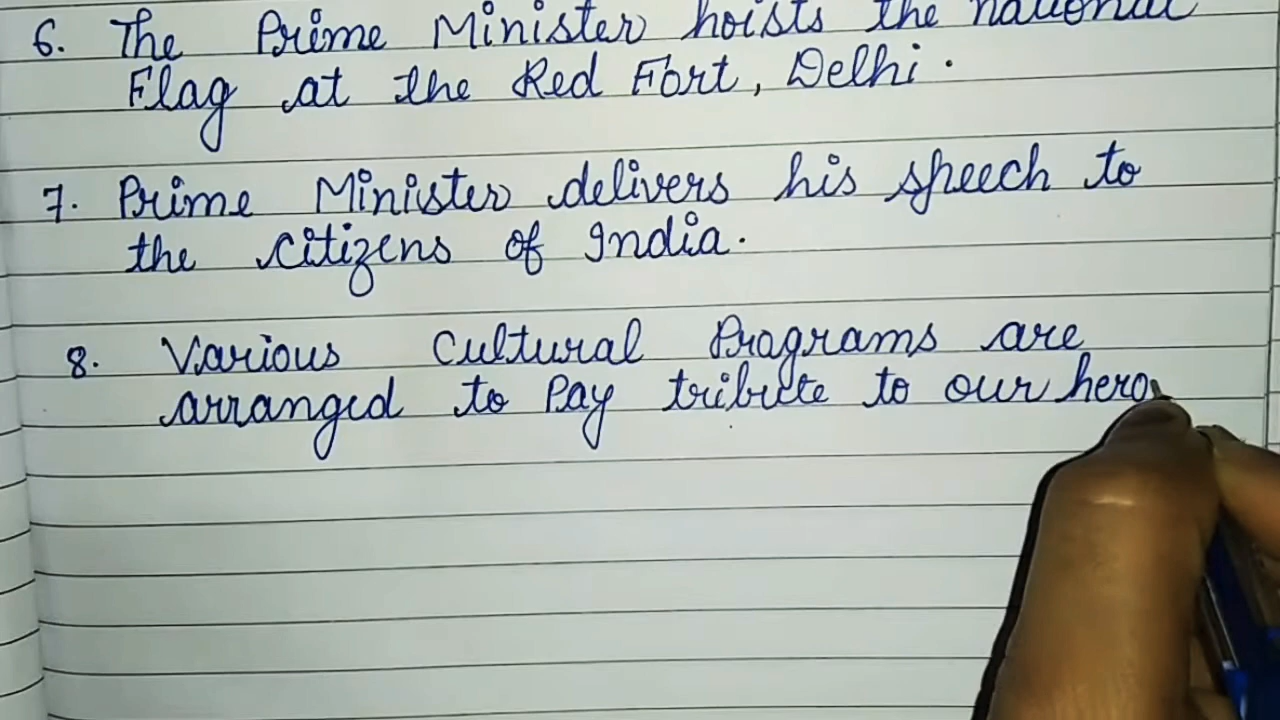 6. The Prime Minister hoists the national
Flag at the Red Fort, Delhi.
7. Prime Minister delivers his speech to
the citizens of India.
8. Various Cultural Programs are
arranged to Pay tribute to our hero